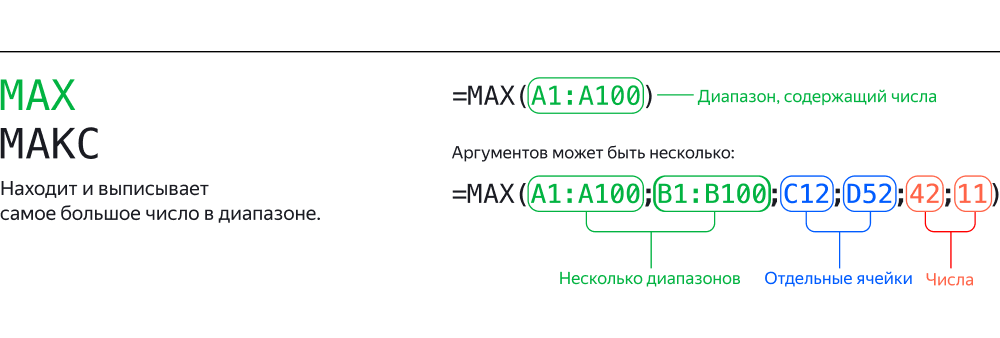 MAX
МАКС
Находит и выписывает
самое большое число в диапазоне.
=MAX(A1:A100)
Диапазон, содержащий числа
Аргументов может быть несколько:
=MAX(A1:A100;B1:B100;C12;D52;42;11)
Несколько диапазонов
Отдельные ячейки
Числа